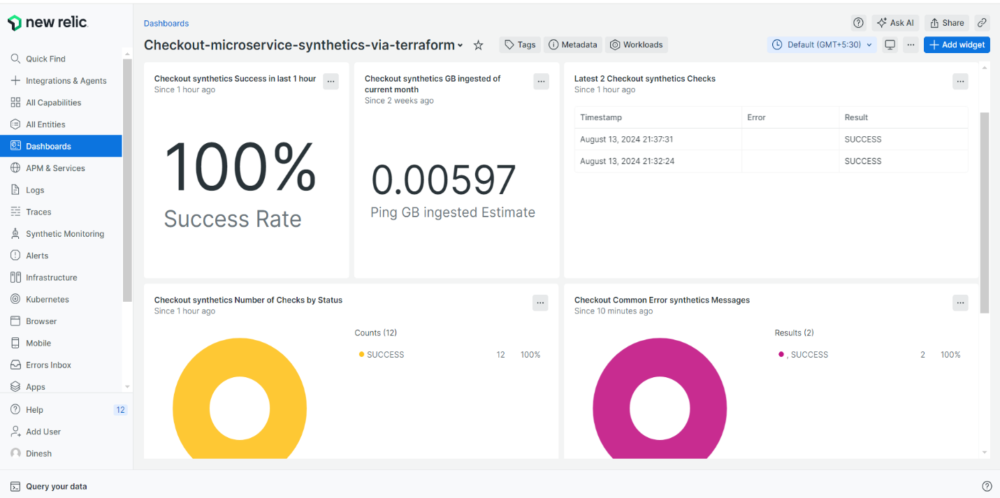 new relic
Quick Find
Integrations & Agents
All Capabilities
All Entities
Dashboards
APM & Services
Logs
Traces
Synthetic Monitoring
Alerts
Infrastructure
Kubernetes
Browser
Mobile
Errors Inbox
Apps
Help 12
Add User
Dinesh
Query your data
Dashboards
Ask AI
Share
Checkout-microservice-synthetics-via-terraform
Tags
Metadata
Workloads
Default (GMT+5:30)
Add widget
Checkout synthetics Success in last 1 hour
Since 1 hour ago
100%
Success Rate
Checkout synthetics GB ingested of
current month
Since 2 weeks ago
0.00597
Ping GB ingested Estimate
Latest 2 Checkout synthetics Checks
Since 1 hour ago
Timestamp Error Result
August 13, 2024 21:37:31 SUCCESS
August 13, 2024 21:32:24 SUCCESS
Checkout synthetics Number of Checks by Status
Since 1 hour ago
Counts (12)
SUCCESS 12 100%
Checkout Common Error synthetics Messages
Since 10 minutes ago
Results (2)
, SUCCESS 2 100%